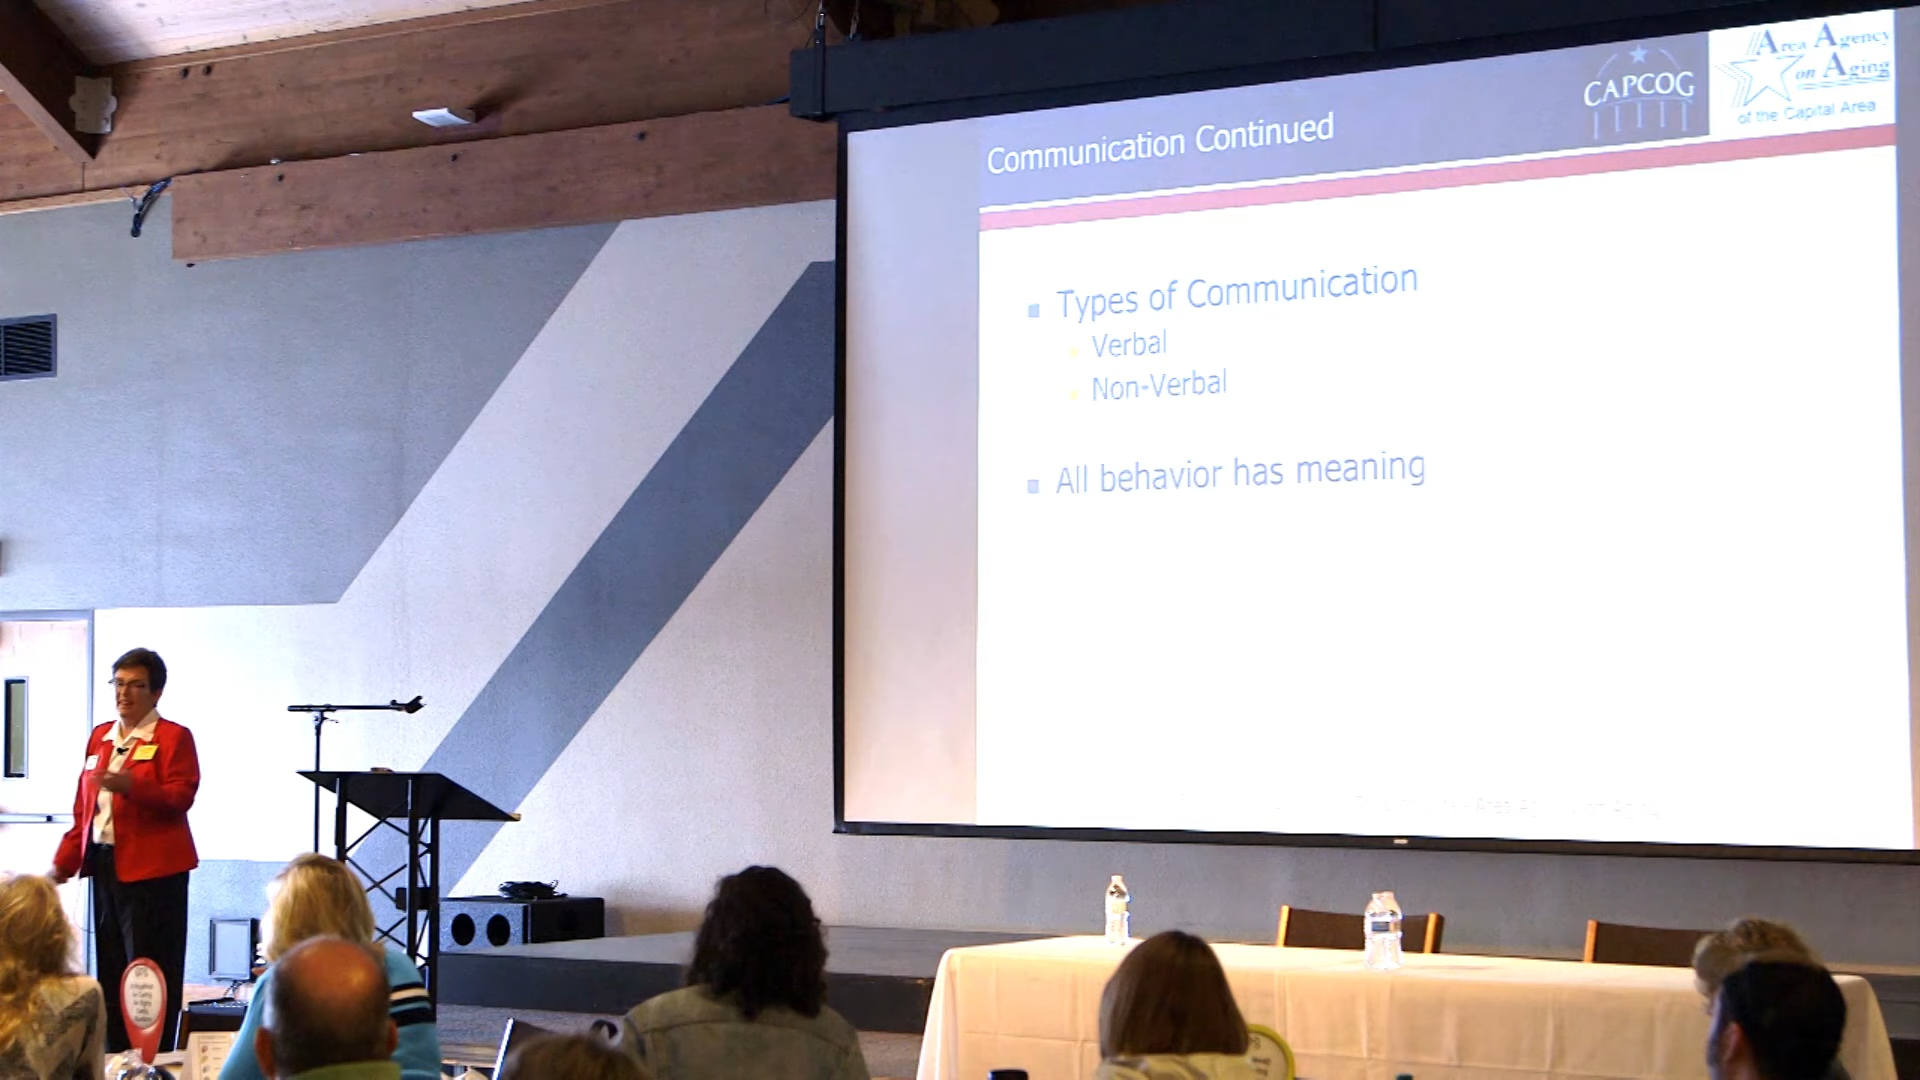 Communication Continued
CAPCOG
Area Agency
on Aging
of the Capital Area
Types of Communication
Verbal
Non-Verbal
All behavior has meaning